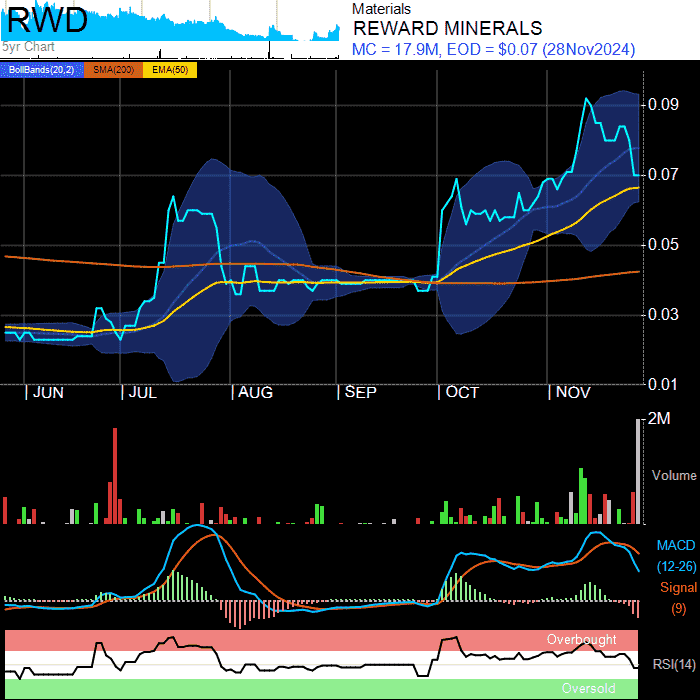 RWD
5yr Chart
Materials
REWARD MINERALS
MC = 17.9M, EOD = $0.07 (28Nov2024)
BollBands(20,2) SMA(200) EMA(50)
0.09
0.07
0.05
0.03
0.01
JUN JUL AUG SEP OCT NOV
2M
Volume
MACD
(12-26)
Signal
(9)
Overbought
RSI(14)
Oversold